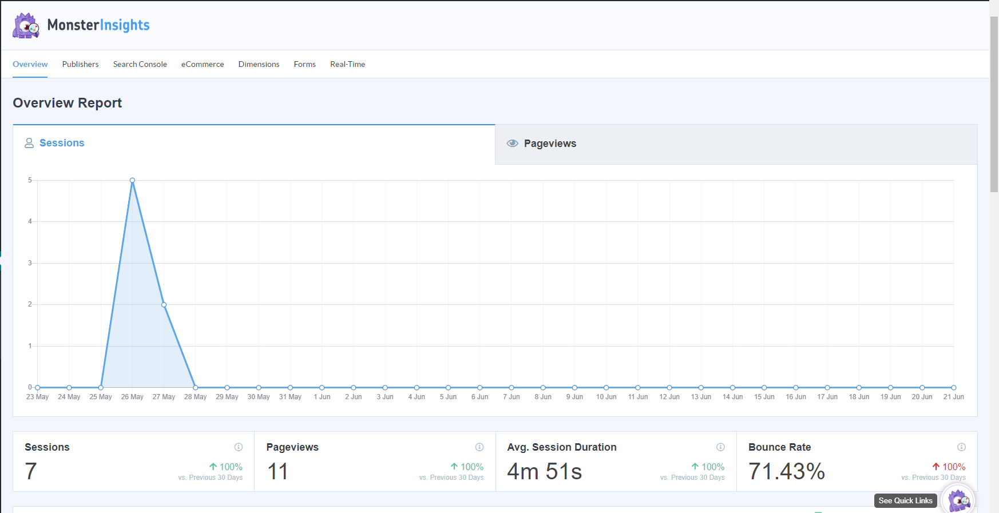 MonsterInsights
Overview Publishers Search Console eCommerce Dimensions Forms Real-Time
Overview Report
Sessions Pageviews
5
4
3
2
1
0
23 May 24 May 25 May 26 May 27 May 28 May 29 May 30 May 31 May 1 Jun 2 Jun 3 Jun 4 Jun 5 Jun 6 Jun 7 Jun 8 Jun 9 Jun 10 Jun 11 Jun 12 Jun 13 Jun 14 Jun 15 Jun 16 Jun 17 Jun 18 Jun 19 Jun 20 Jun 21 Jun
Sessions
7
100%
vs. Previous 30 Days
Pageviews
11
100%
vs. Previous 30 Days
Avg. Session Duration
4m 51s
100%
vs. Previous 30 Days
Bounce Rate
71.43%
100%
vs. Previous 30 Days
See Quick Links